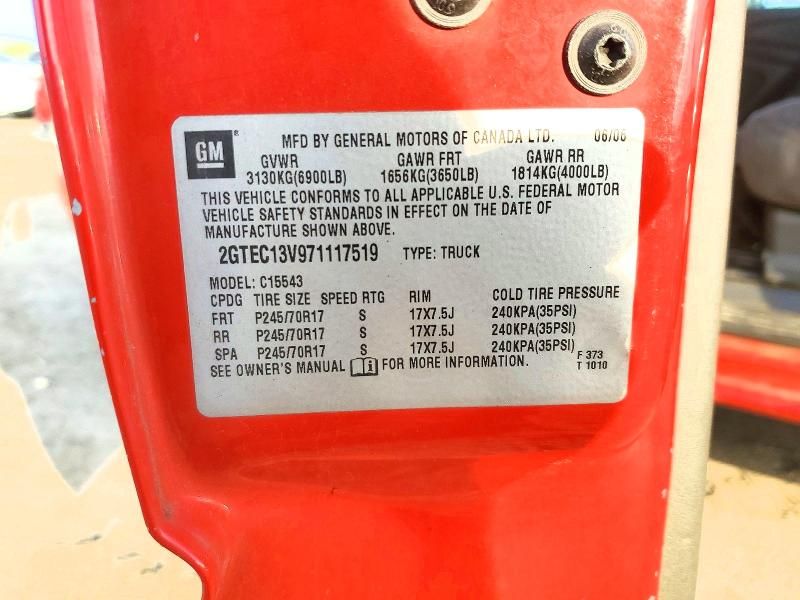 GM ® MFD BY GENERAL MOTORS OF CANADA LTD. 06/06
GVWR GAWR FRT GAWR RR
3130KG(6900LB) 1656KG(3650LB) 1814KG(4000LB)
THIS VEHICLE CONFORMS TO ALL APPLICABLE U.S. FEDERAL MOTOR
VEHICLE SAFETY STANDARDS IN EFFECT ON THE DATE OF
MANUFACTURE SHOWN ABOVE.
2GTEC13V971117519 TYPE: TRUCK
MODEL: C15543
CPDG TIRE SIZE SPEED RTG RIM COLD TIRE PRESSURE
FRT P245/70R17 S 17X7.5J 240KPA(35PSI)
RR P245/70R17 S 17X7.5J 240KPA(35PSI)
SPA P245/70R17 S 17X7.5J 240KPA(35PSI)
SEE OWNER'S MANUAL FOR MORE INFORMATION. F 373
T 1010